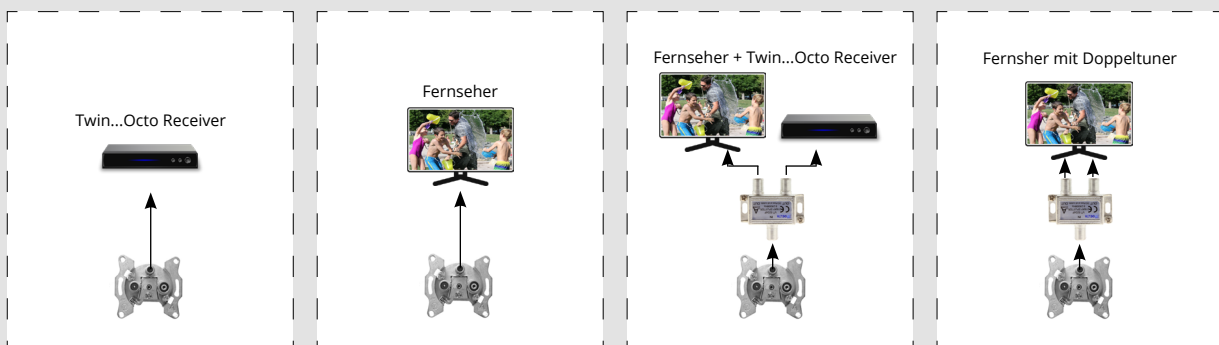 Twin...Octo Receiver
Fernseher
Fernseher + Twin...Octo Receiver
Fernsher mit Doppeltuner